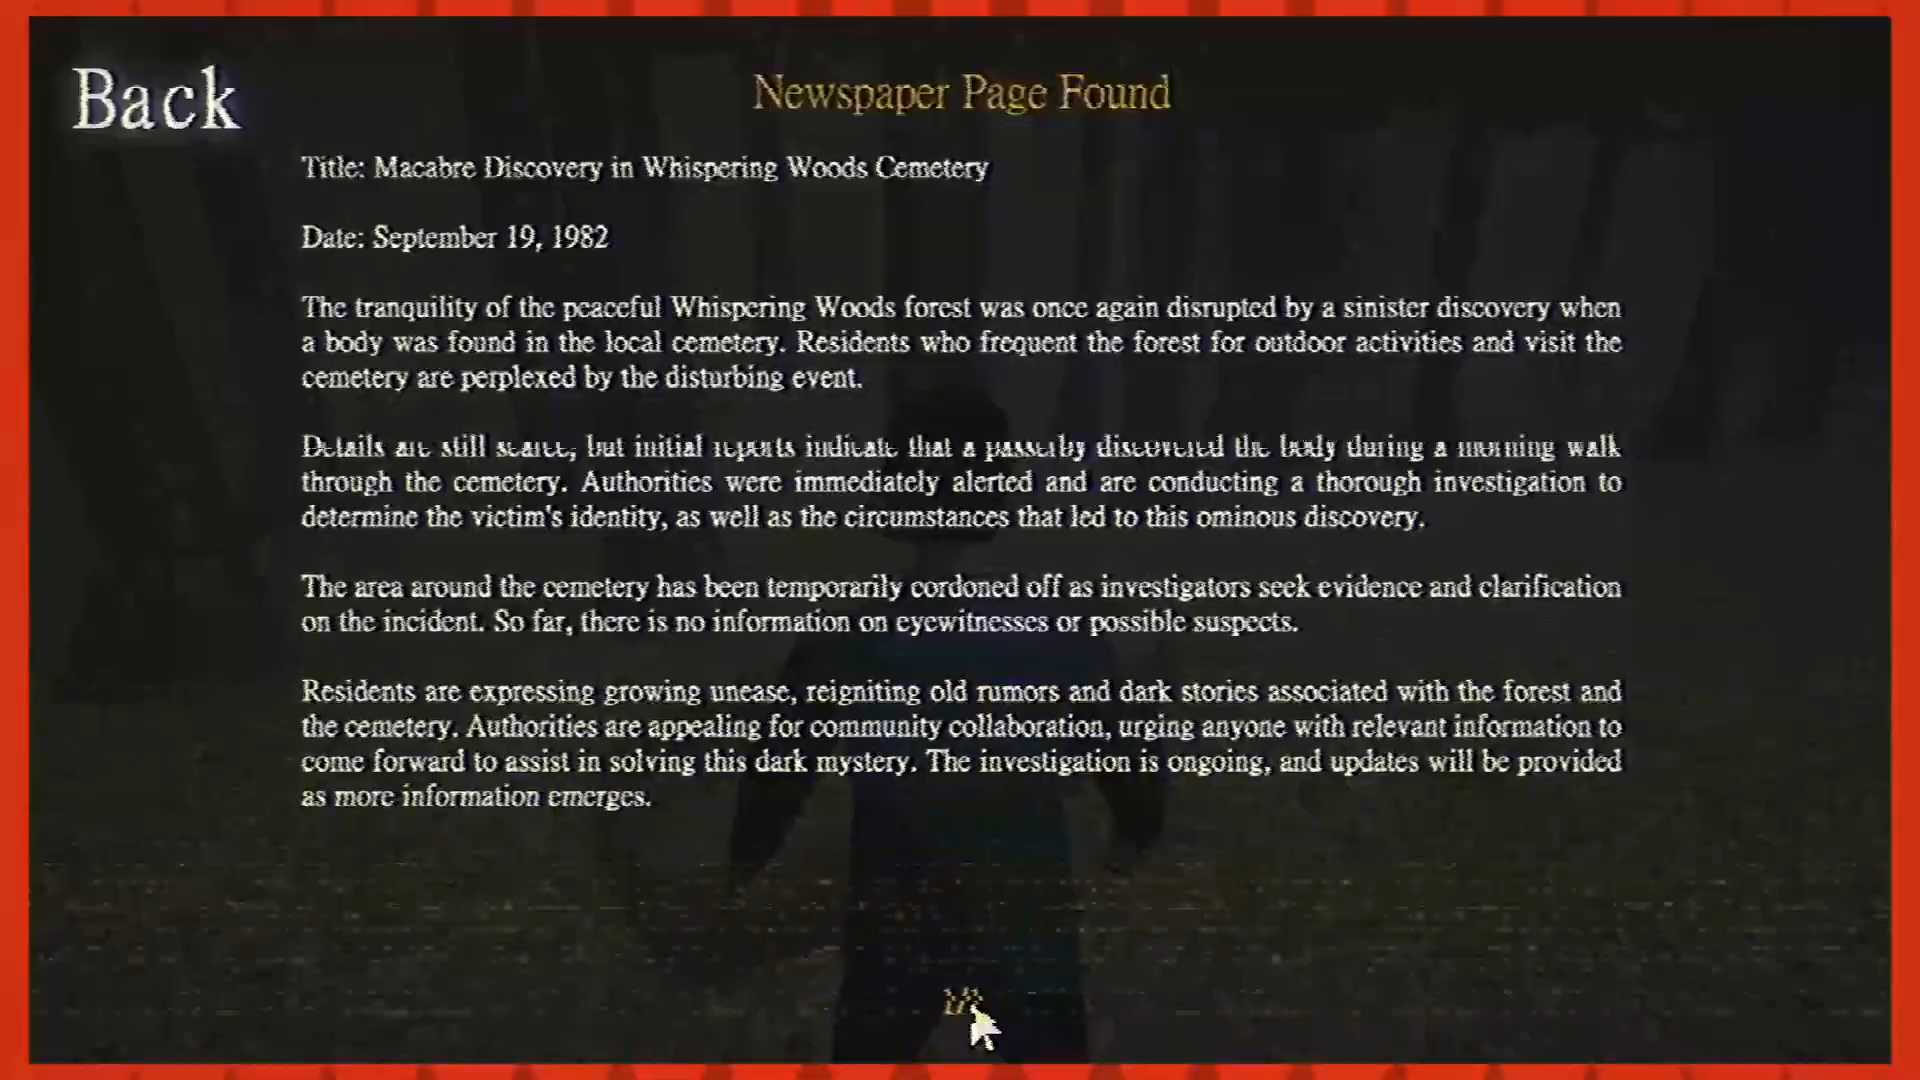 Back
Newspaper Page Found
Title: Macabre Discovery in Whispering Woods Cemetery
Date: September 19, 1982
The tranquility of the peaceful Whispering Woods forest was once again disrupted by a sinister discovery when
a body was found in the local cemetery. Residents who frequent the forest for outdoor activities and visit the
cemetery are perplexed by the disturbing event.
Details are still scarce, but initial reports indicate that a passerby discovered the body during a morning walk
through the cemetery. Authorities were immediately alerted and are conducting a thorough investigation to
determine the victim's identity, as well as the circumstances that led to this ominous discovery.
The area around the cemetery has been temporarily cordoned off as investigators seek evidence and clarification
on the incident. So far, there is no information on eyewitnesses or possible suspects.
Residents are expressing growing unease, reigniting old rumors and dark stories associated with the forest and
the cemetery. Authorities are appealing for community collaboration, urging anyone with relevant information to
come forward to assist in solving this dark mystery. The investigation is ongoing, and updates will be provided
as more information emerges.